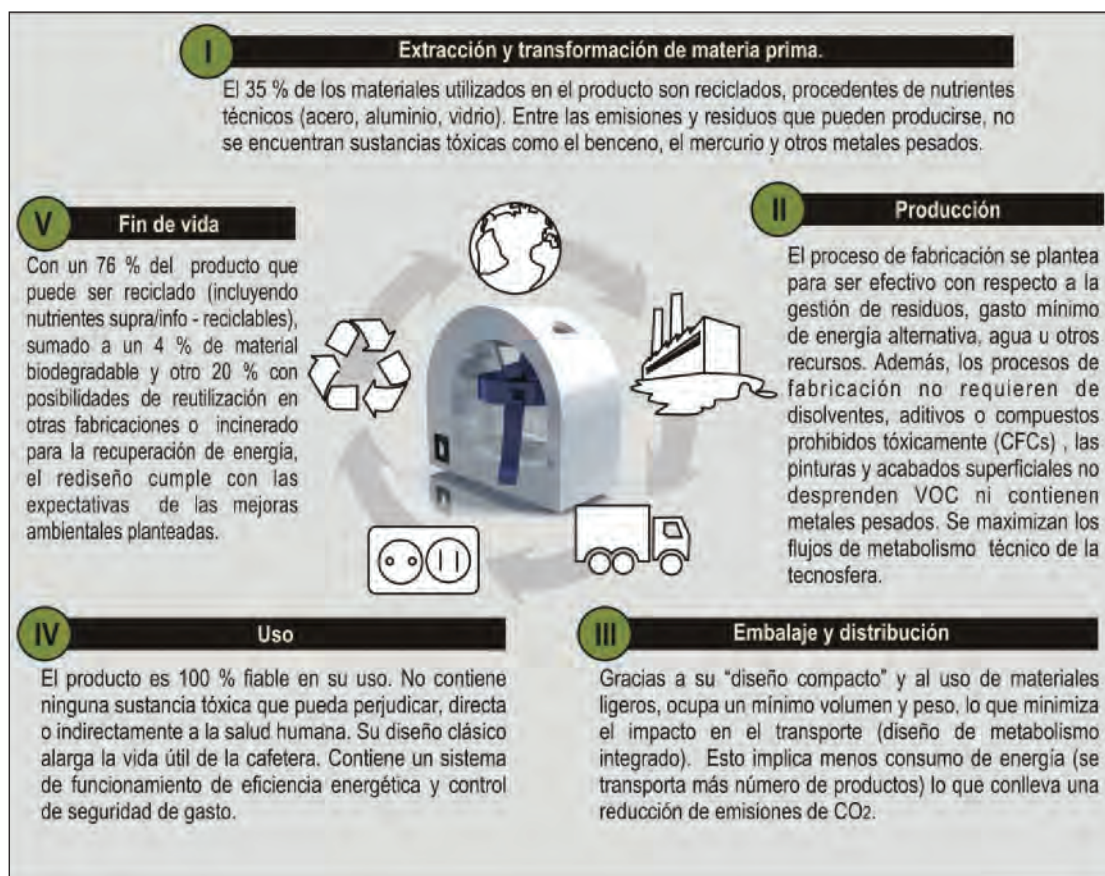 I
Extracción y transformación de materia prima.
El 35 % de los materiales utilizados en el producto son reciclados, procedentes de nutrientes
técnicos (acero, aluminio, vidrio). Entre las emisiones y residuos que pueden producirse, no
se encuentran sustancias tóxicas como el benceno, el mercurio y otros metales pesados.
II
Producción
El proceso de fabricación se plantea
para ser efectivo con respecto a la
gestión de residuos, gasto mínimo
de energía alternativa, agua u otros
recursos. Además, los procesos de
fabricación no requieren de
disolventes, aditivos o compuestos
prohibidos tóxicamente (CFCs) , las
pinturas y acabados superficiales no
desprenden VOC ni contienen
metales pesados. Se maximizan los
flujos de metabolismo técnico de la
tecnosfera.
III
Embalaje y distribución
Gracias a su “diseño compacto” y al uso de materiales
ligeros, ocupa un mínimo volumen y peso, lo que minimiza
el impacto en el transporte (diseño de metabolismo
integrado). Esto implica menos consumo de energía (se
transporta más número de productos) lo que conlleva una
reducción de emisiones de CO2.
IV
Uso
El producto es 100 % fiable en su uso. No contiene
ninguna sustancia tóxica que pueda perjudicar, directa
o indirectamente a la salud humana. Su diseño clásico
alarga la vida útil de la cafetera. Contiene un sistema
de funcionamiento de eficiencia energética y control
de seguridad de gasto.
V
Fin de vida
Con un 76 % del producto que
puede ser reciclado (incluyendo
nutrientes supra/info - reciclables),
sumado a un 4 % de material
biodegradable y otro 20 % con
posibilidades de reutilización en
otras fabricaciones o incinerado
para la recuperación de energía,
el rediseño cumple con las
expectativas de las mejoras
ambientales planteadas.